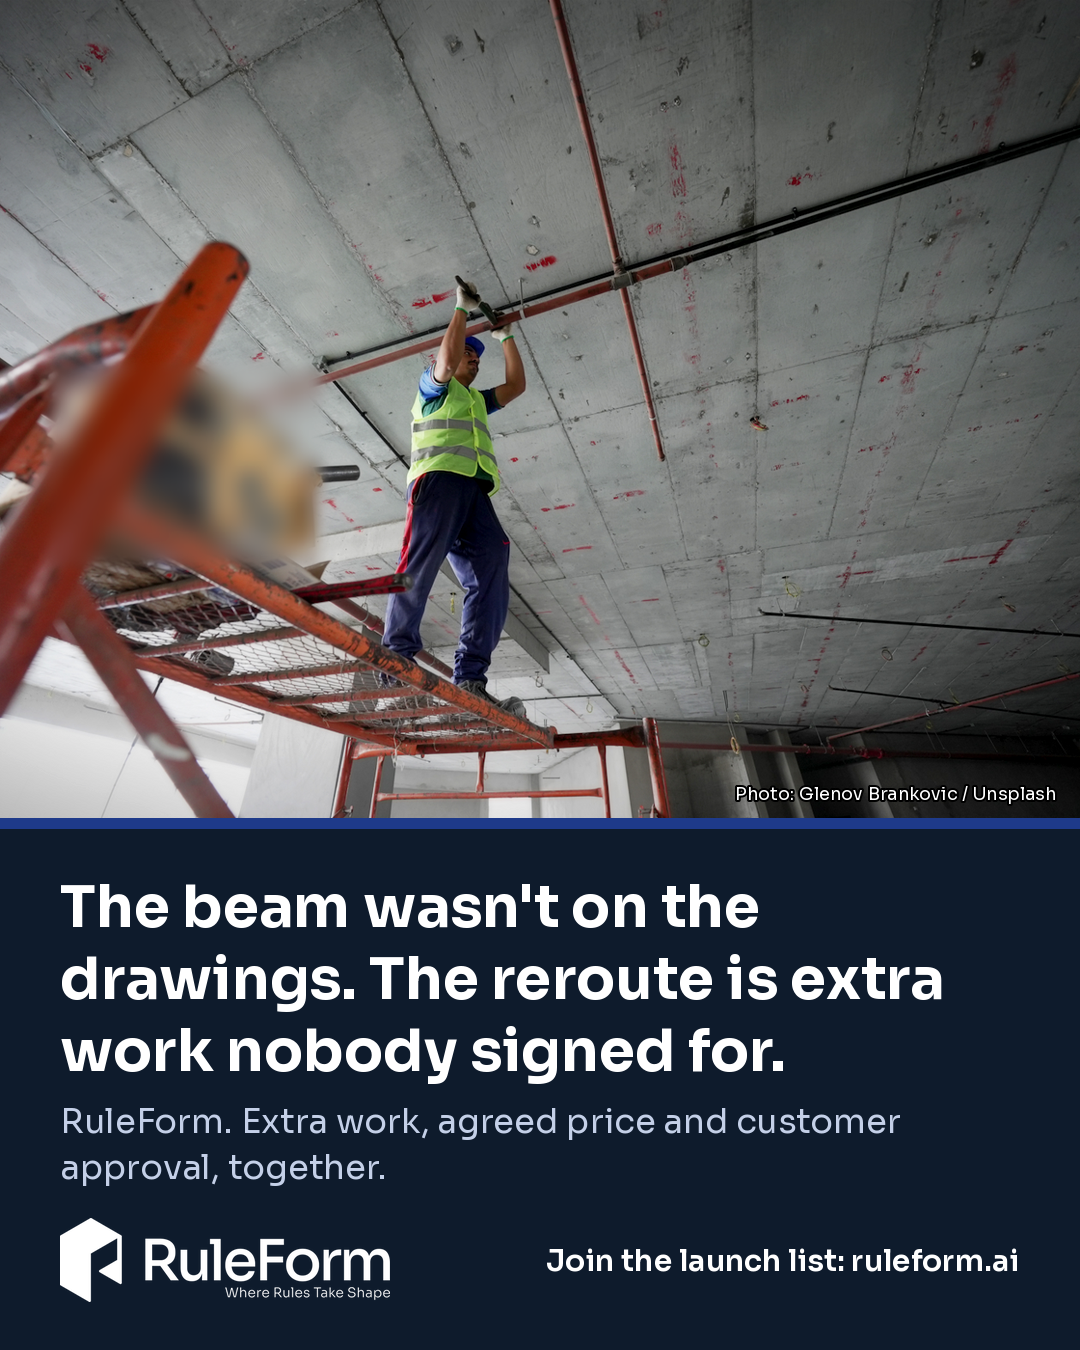 Photo: Glenov Brankovic / Unsplash
The beam wasn't on the
drawings. The reroute is extra
work nobody signed for.
RuleForm. Extra work, agreed price and customer
approval, together.
RuleForm
Where Rules Take Shape
Join the launch list: ruleform.ai